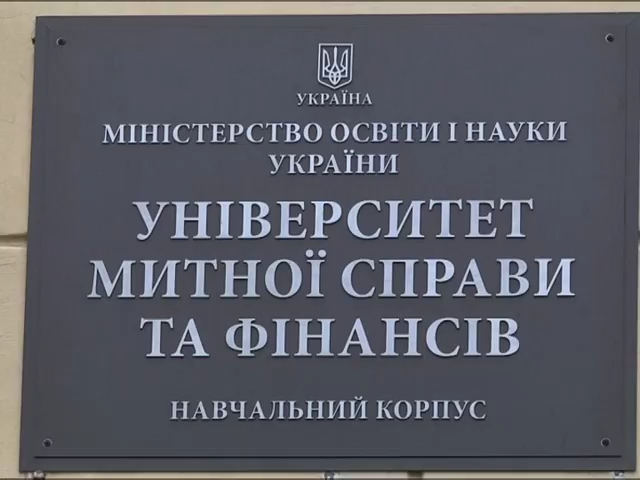 УКРАЇНА
МІНІСТЕРСТВО ОСВІТИ І НАУКИ
УКРАЇНИ
УНІВЕРСИТЕТ
МИТНОЇ СПРАВИ
ТА ФІНАНСІВ
НАВЧАЛЬНИЙ КОРПУС